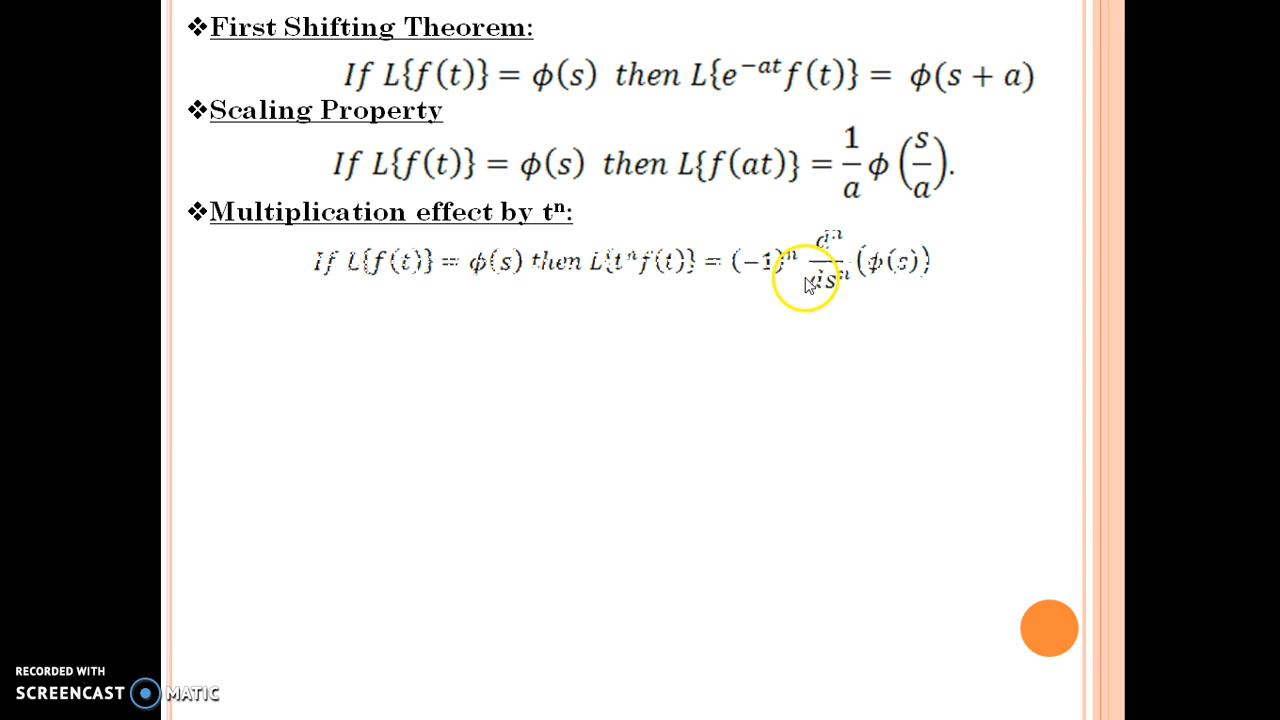 ❖First Shifting Theorem:
If L{f(t)} = ϕ(s) then L{e⁻ᵃᵗf(t)} = ϕ(s + a)
❖Scaling Property
If L{f(t)} = ϕ(s) then L{f(at)} = 1/a ϕ(s/a).
❖Multiplication effect by tⁿ:
If L{f(t)} = ϕ(s) then L{tⁿf(t)} = (−1)ⁿ dⁿ/dsⁿ (ϕ(s))
RECORDED WITH
SCREENCAST MATIC